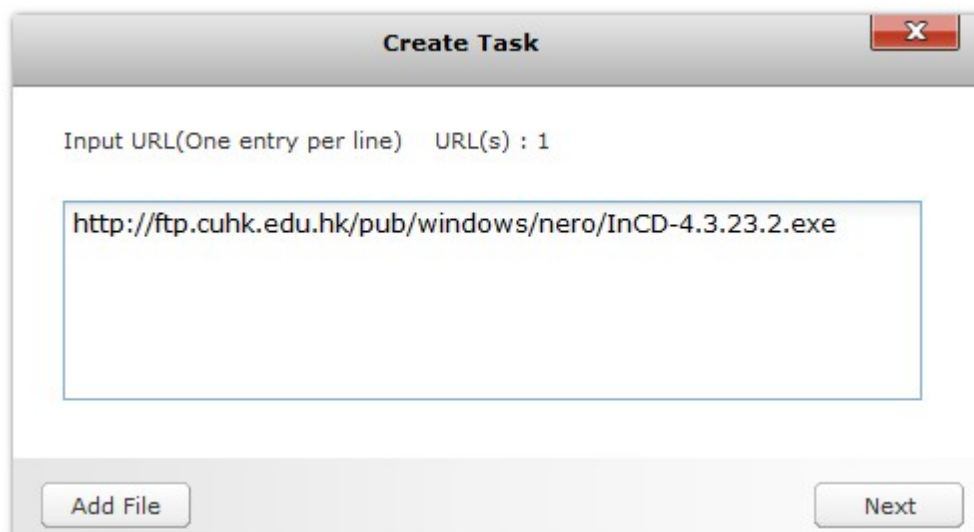 Create Task
Input URL(One entry per line) URL(s) : 1
http://ftp.cuhk.edu.hk/pub/windows/nero/InCD-4.3.23.2.exe
Add File Next